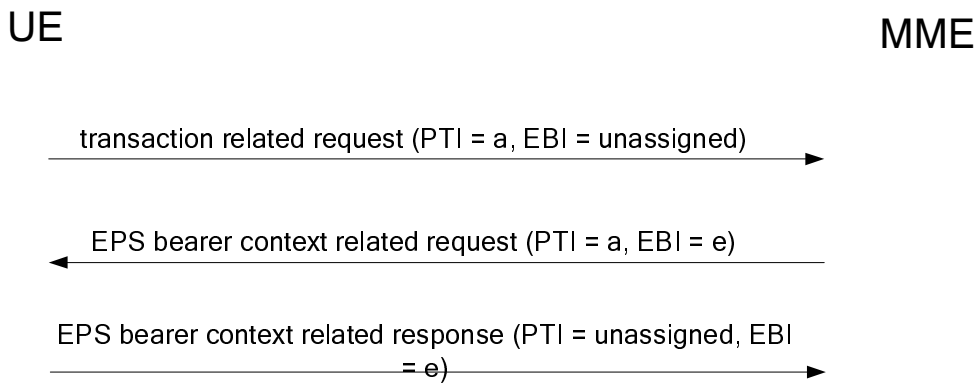 UE
MME
transaction related request (PTI = a, EBI = unassigned)
EPS bearer context related request (PTI = a, EBI = e)
EPS bearer context related response (PTI = unassigned, EBI
= e)